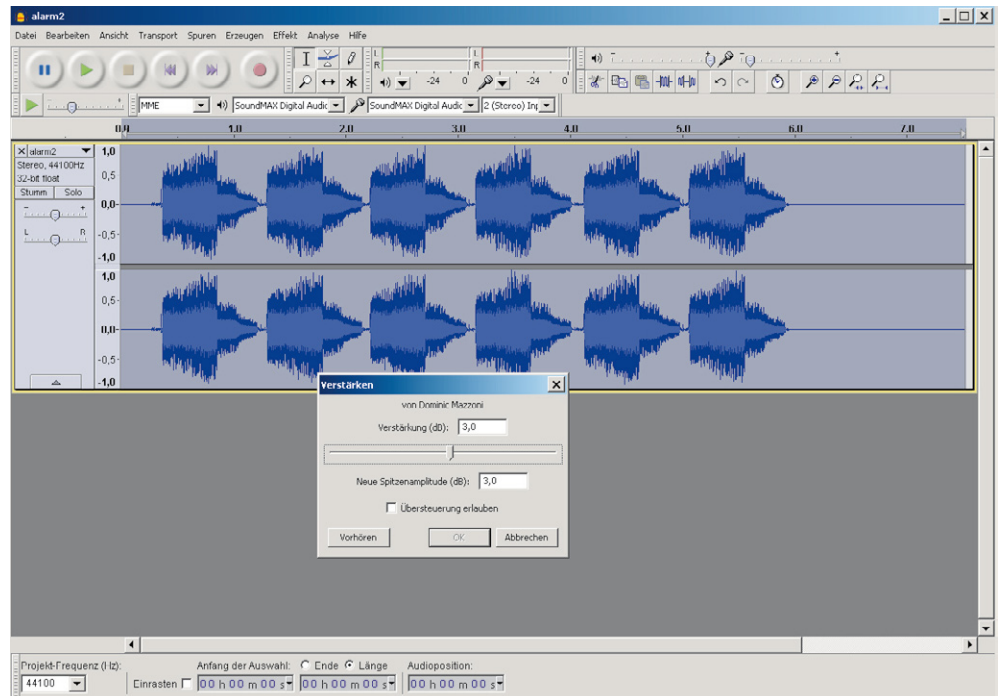 alarm2
Datei Bearbeiten Ansicht Transport Spuren Erzeugen Effekt Analyse Hilfe
L
R
-24 0
L
R
-24 0
MME
SoundMAX Digital Audic
SoundMAX Digital Audic
2 (Stereo) Inp
0,0 1.0 2.0 3.0 4.0 5.0 6.0 7.0
alarm2
Stereo, 44100Hz
32-bit float
Stumm Solo
- +
L R
1,0
0,5
0,0
-0,5
-1,0
1,0
0,5
0,0
-0,5
-1,0
Verstärken
von Dominic Mazzoni
Verstärkung (dB): 3,0
Neue Spitzenamplitude (dB): 3,0
Übersteuerung erlauben
Vorhören OK Abbrechen
Projekt-Frequenz (Hz): Anfang der Auswahl: Ende Länge Audioposition:
44100 Einrasten 00 h 00 m 00 s 00 h 00 m 00 s 00 h 00 m 00 s